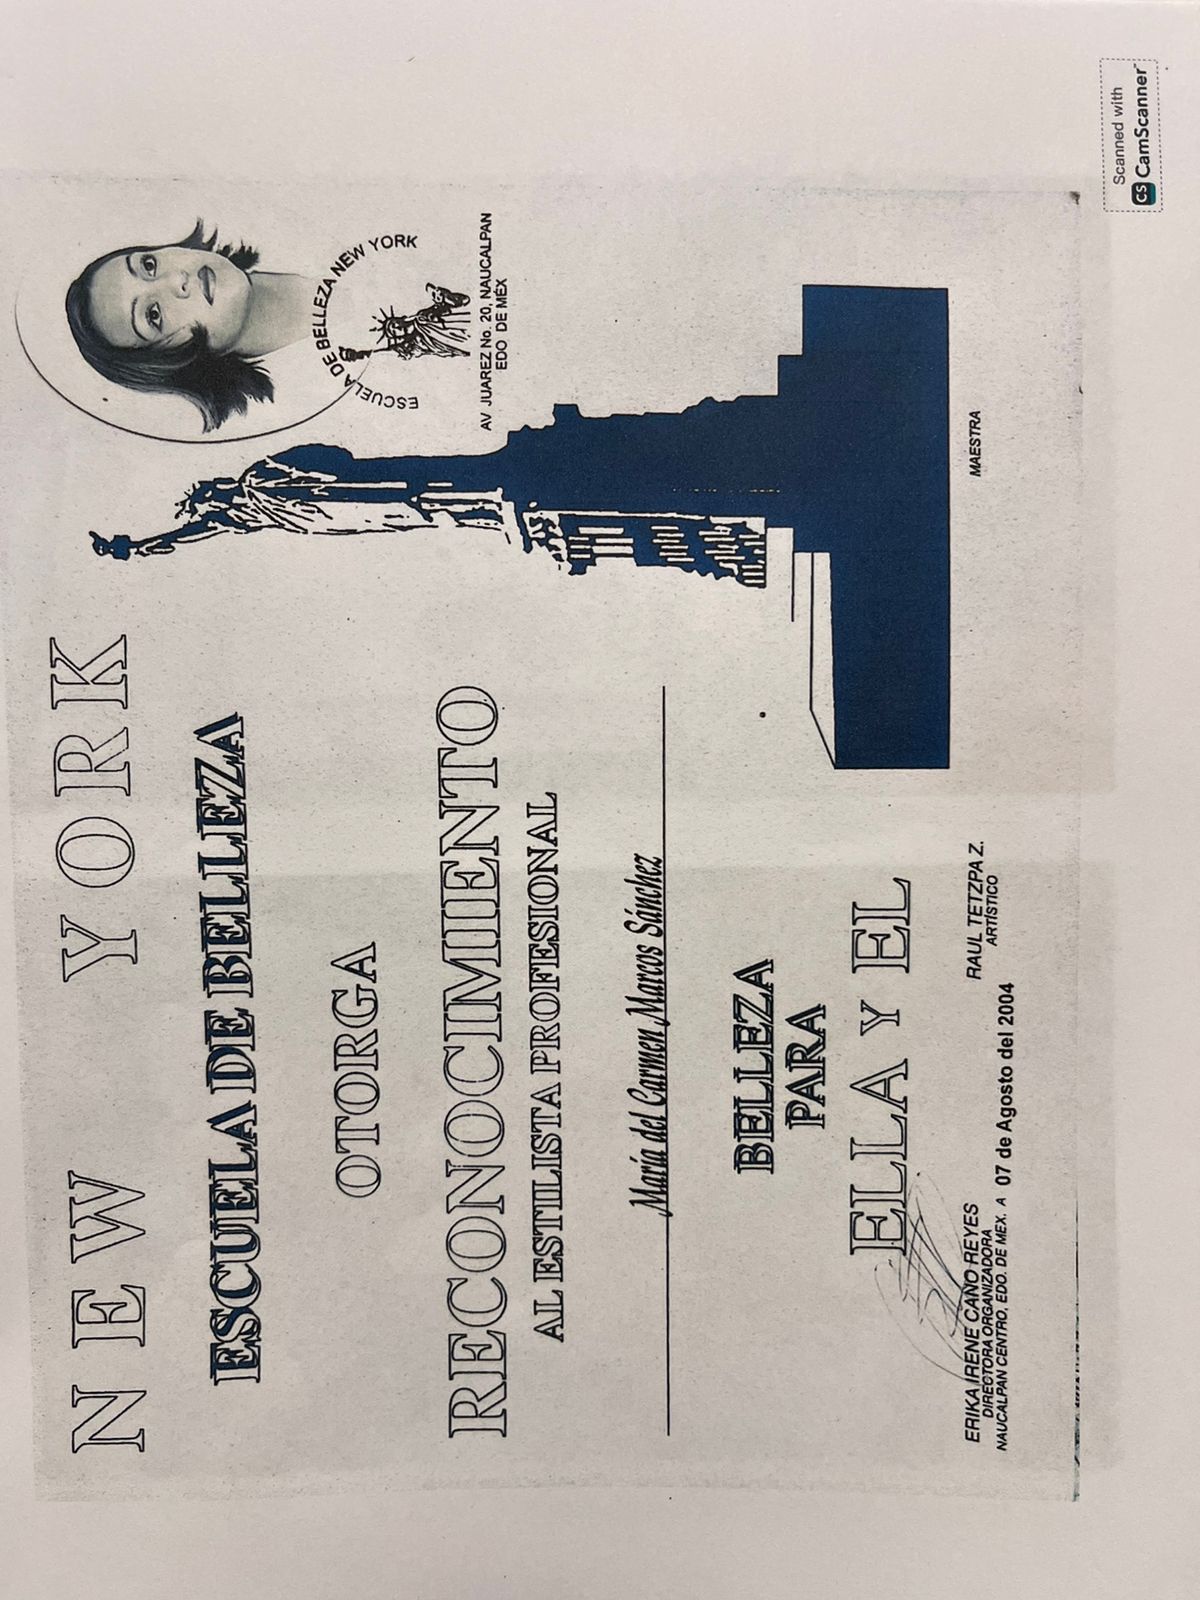 NEW YORK
ESCUELA DE BELLEZA
OTORGA
RECONOCIMIENTO
AL ESTILISTA PROFESIONAL
María del Carmen Marcos Sánchez
BELLEZA
PARA
ELLA Y EL
ERIKA IRENE CANO REYES
DIRECTORA ORGANIZADORA
NAUCALPAN CENTRO, EDO. DE MEX. A 07 de Agosto del 2004
RAUL TETZPA Z.
ARTÍSTICO
MAESTRA
ESCUELA DE BELLEZA NEW YORK
AV JUAREZ No. 20, NAUCALPAN
EDO DE MÉX
Scanned with
CS CamScanner